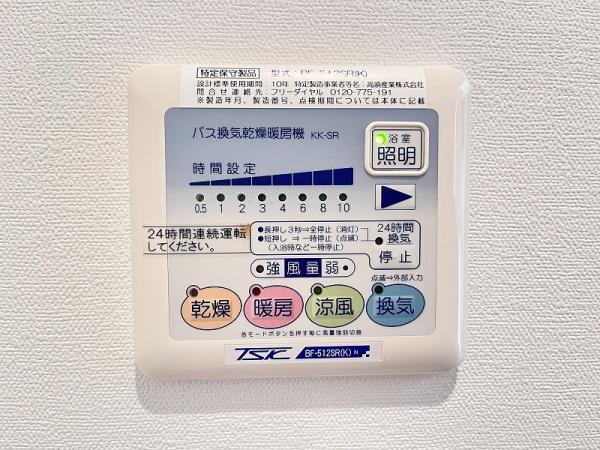 特定保守製品 型式:BF-512SR(K)
設計標準使用期間:10年 特定製造事業者等名:高須産業株式会社
問合せ連絡先:フリーダイヤル 0120-775-191
※製造年月、製造番号、点検期間については本体に記載
バス換気乾燥暖房機 KK-SR
浴室
照明
時間設定
0.5 1 2 3 4 6 8 10
24時間連続運転
してください。
●長押し3秒⇒全停止(消灯)
●短押し ⇒一時停止(点滅)
(入浴時など一時停止)
24時間
換気
停止
強風量弱
点滅⇒外部入力
乾燥 暖房 涼風 換気
各モードボタンを押す毎に風量強弱切替
TSK BF-512SR(K) N